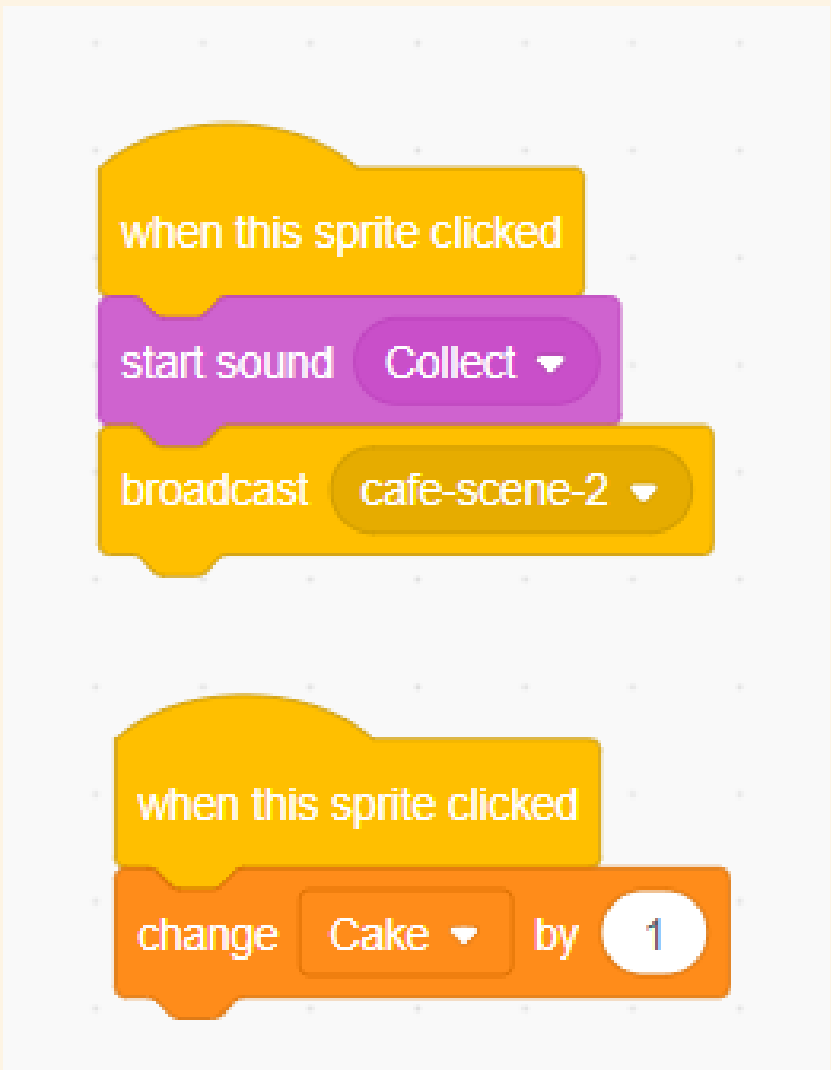 when this sprite clicked
start sound Collect
broadcast cafe-scene-2
when this sprite clicked
change Cake by 1